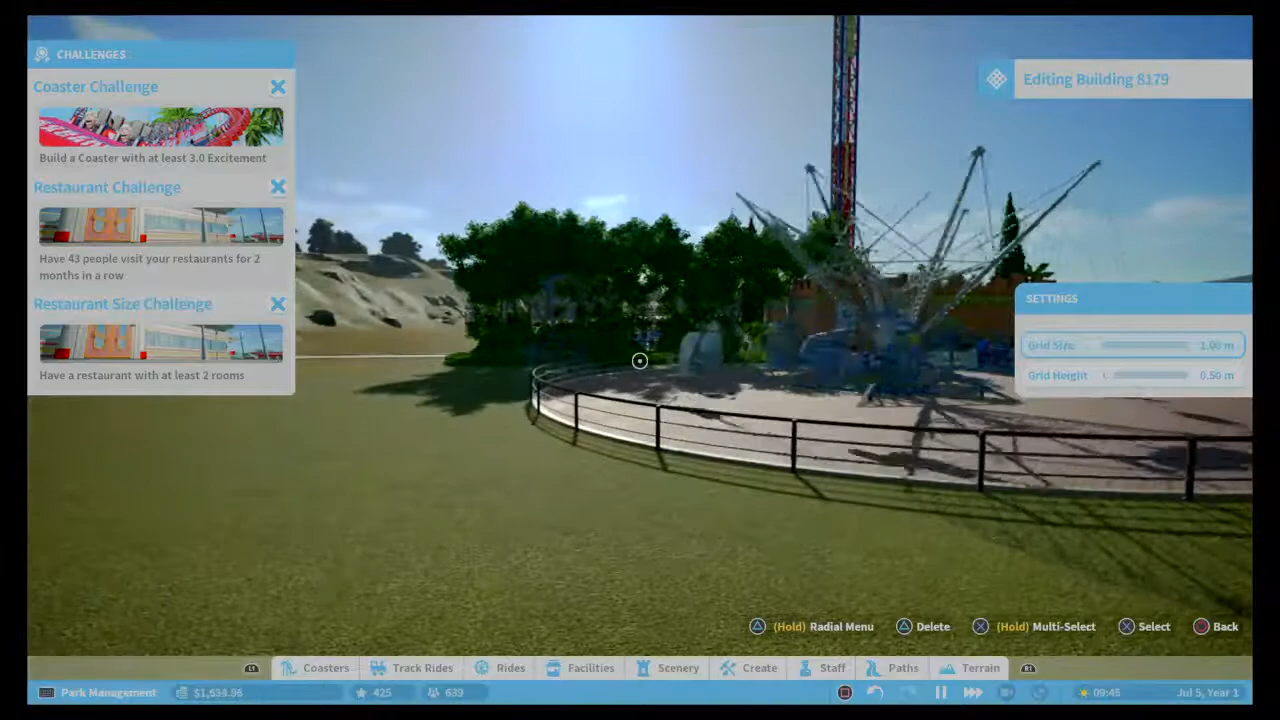 CHALLENGES
Coaster Challenge
Build a Coaster with at least 3.0 Excitement
Restaurant Challenge
Have 43 people visit your restaurants for 2
months in a row
Restaurant Size Challenge
Have a restaurant with at least 2 rooms
Editing Building 8179
SETTINGS
Grid Size 1.00 m
Grid Height 0.50 m
(Hold) Radial Menu Delete (Hold) Multi-Select Select Back
Coasters Track Rides Rides Facilities Scenery Create Staff Paths Terrain
Park Management 425 639 09:45 Jul 5, Year 1